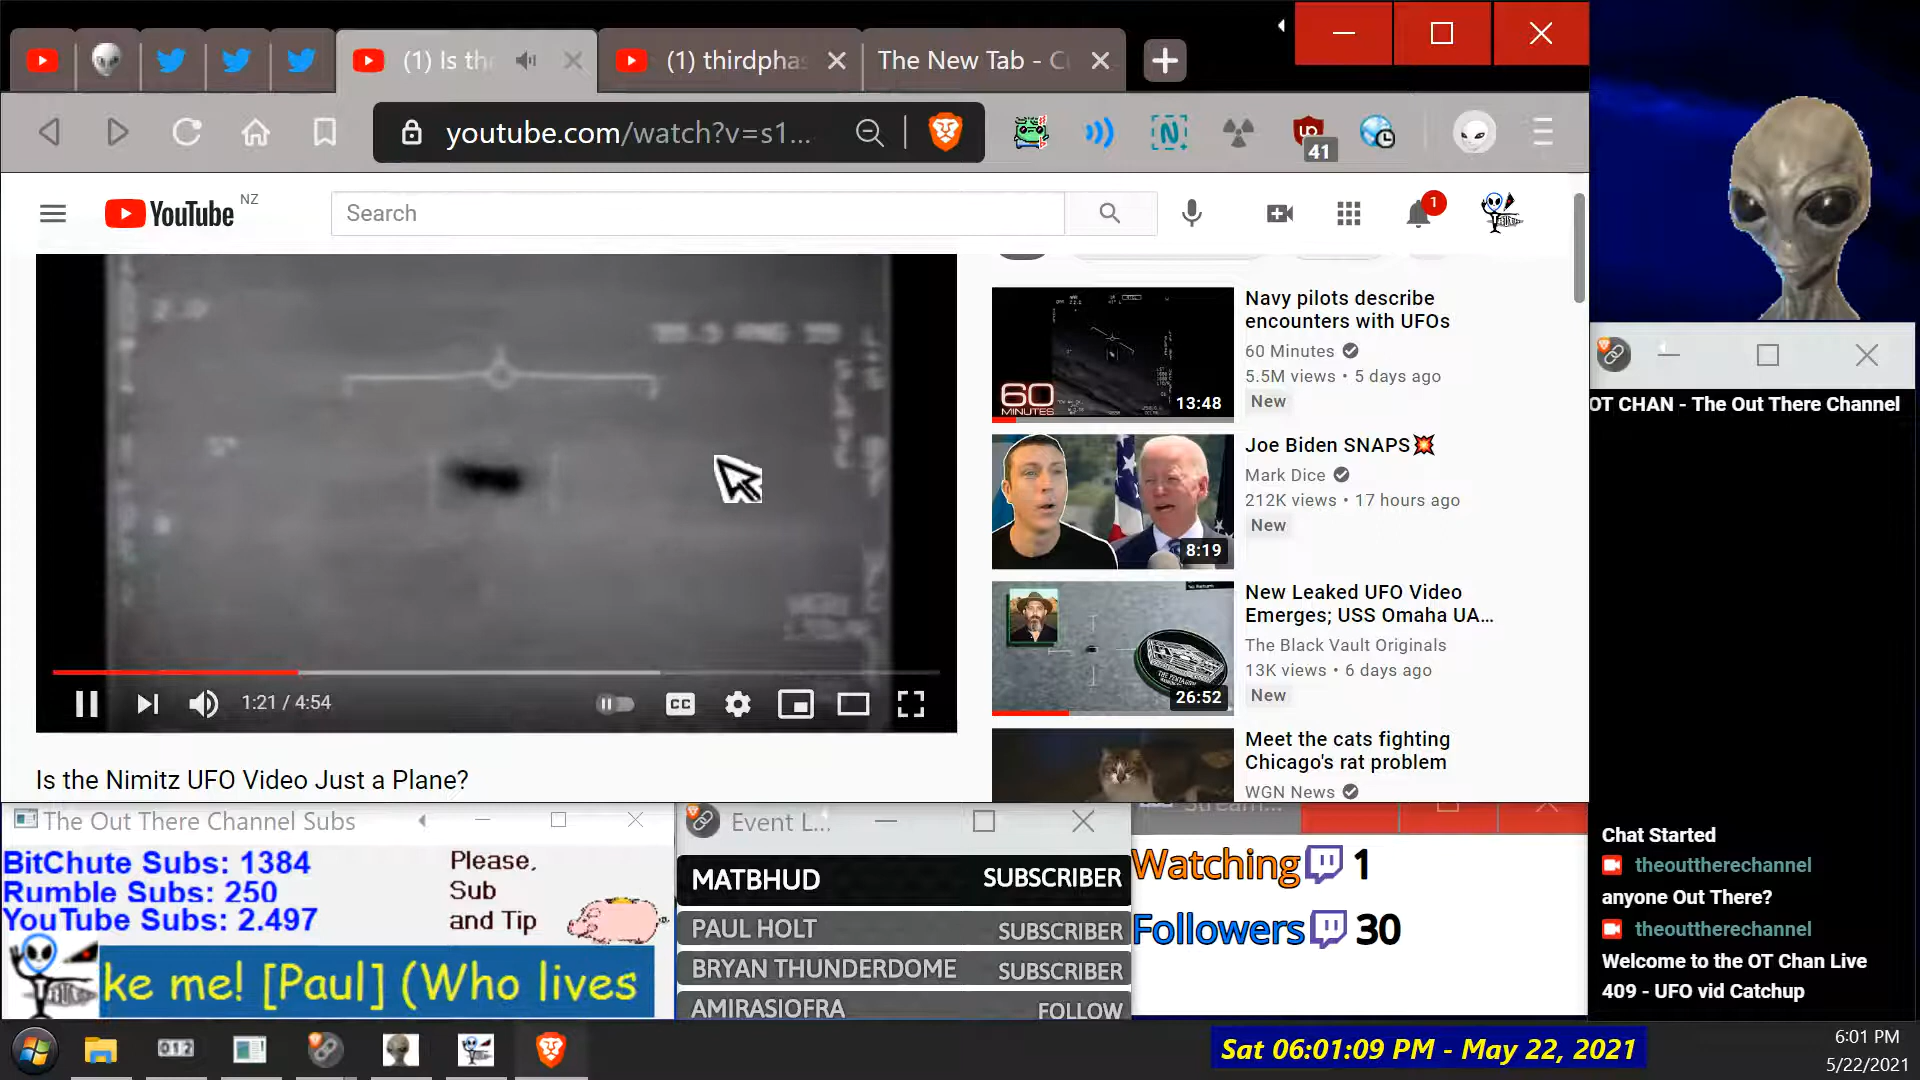 (1) Is th
(1) thirdpha
The New Tab - C
youtube.com/watch?v=s1...
41
YouTube NZ
Search
1
Navy pilots describe
encounters with UFOs
60 Minutes
5.5M views • 5 days ago
New
60
MINUTES
13:48
Joe Biden SNAPS
Mark Dice
212K views • 17 hours ago
New
8:19
New Leaked UFO Video
Emerges; USS Omaha UA...
The Black Vault Originals
13K views • 6 days ago
New
26:52
Meet the cats fighting
Chicago's rat problem
WGN News
1:21 / 4:54
CC
Is the Nimitz UFO Video Just a Plane?
OT CHAN - The Out There Channel
Chat Started
theouttherechannel
anyone Out There?
theouttherechannel
Welcome to the OT Chan Live
409 - UFO vid Catchup
The Out There Channel Subs
BitChute Subs: 1384
Rumble Subs: 250
YouTube Subs: 2.497
Please,
Sub
and Tip
ke me! [Paul] (Who lives
Event L...
MATBHUD SUBSCRIBER
PAUL HOLT SUBSCRIBER
BRYAN THUNDERDOME SUBSCRIBER
AMIRASIOFRA FOLLOW
Watching 1
Followers 30
012
Sat 06:01:09 PM - May 22, 2021
6:01 PM
5/22/2021